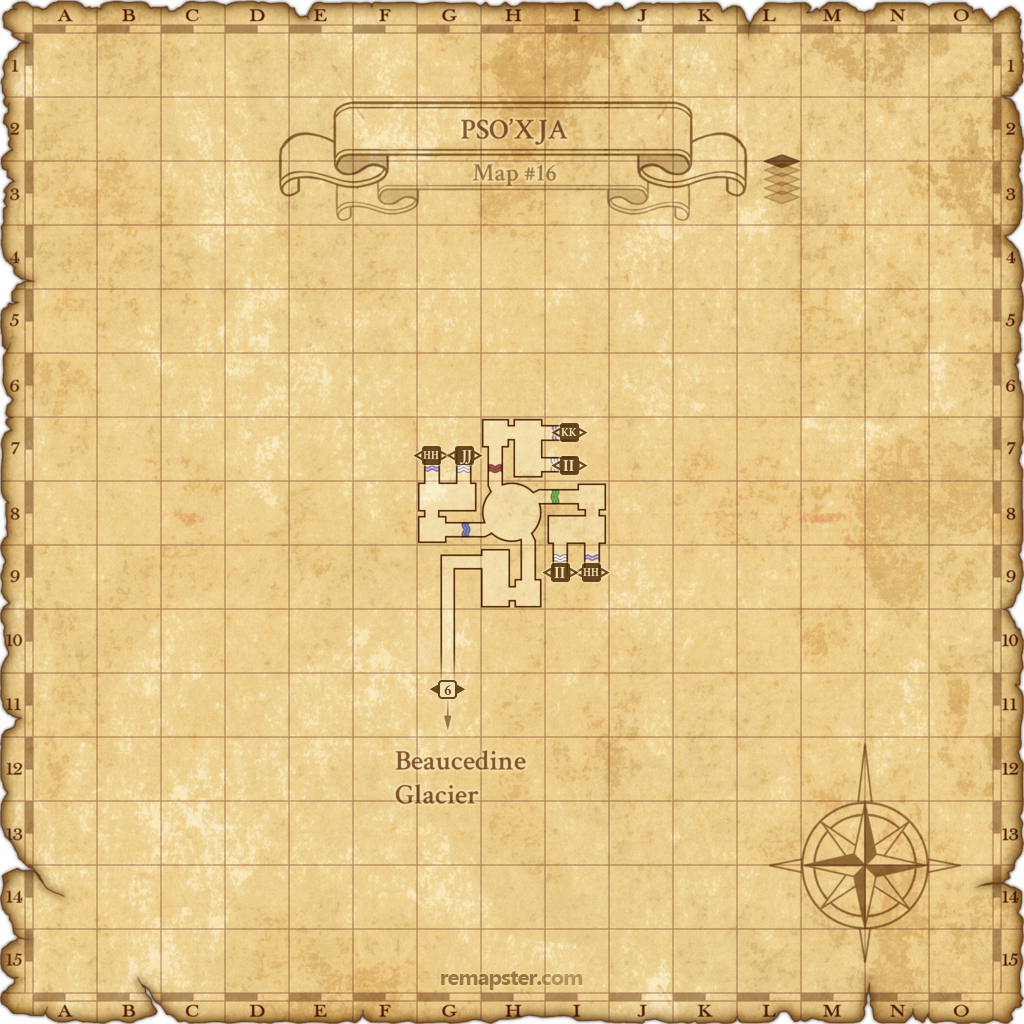 A B C D E F G H I J K L M N O
1 1
PSO'XJA
2 2
Map #16
3 3
4 4
5 5
6 6
KK
7 7
HH JJ II
8 8
II HH
9 9
10 10
6
11 11
Beaucedine
12 12
Glacier
13 13
14 14
15 15
remapster.com
A B C D E F G H I J K L M N O